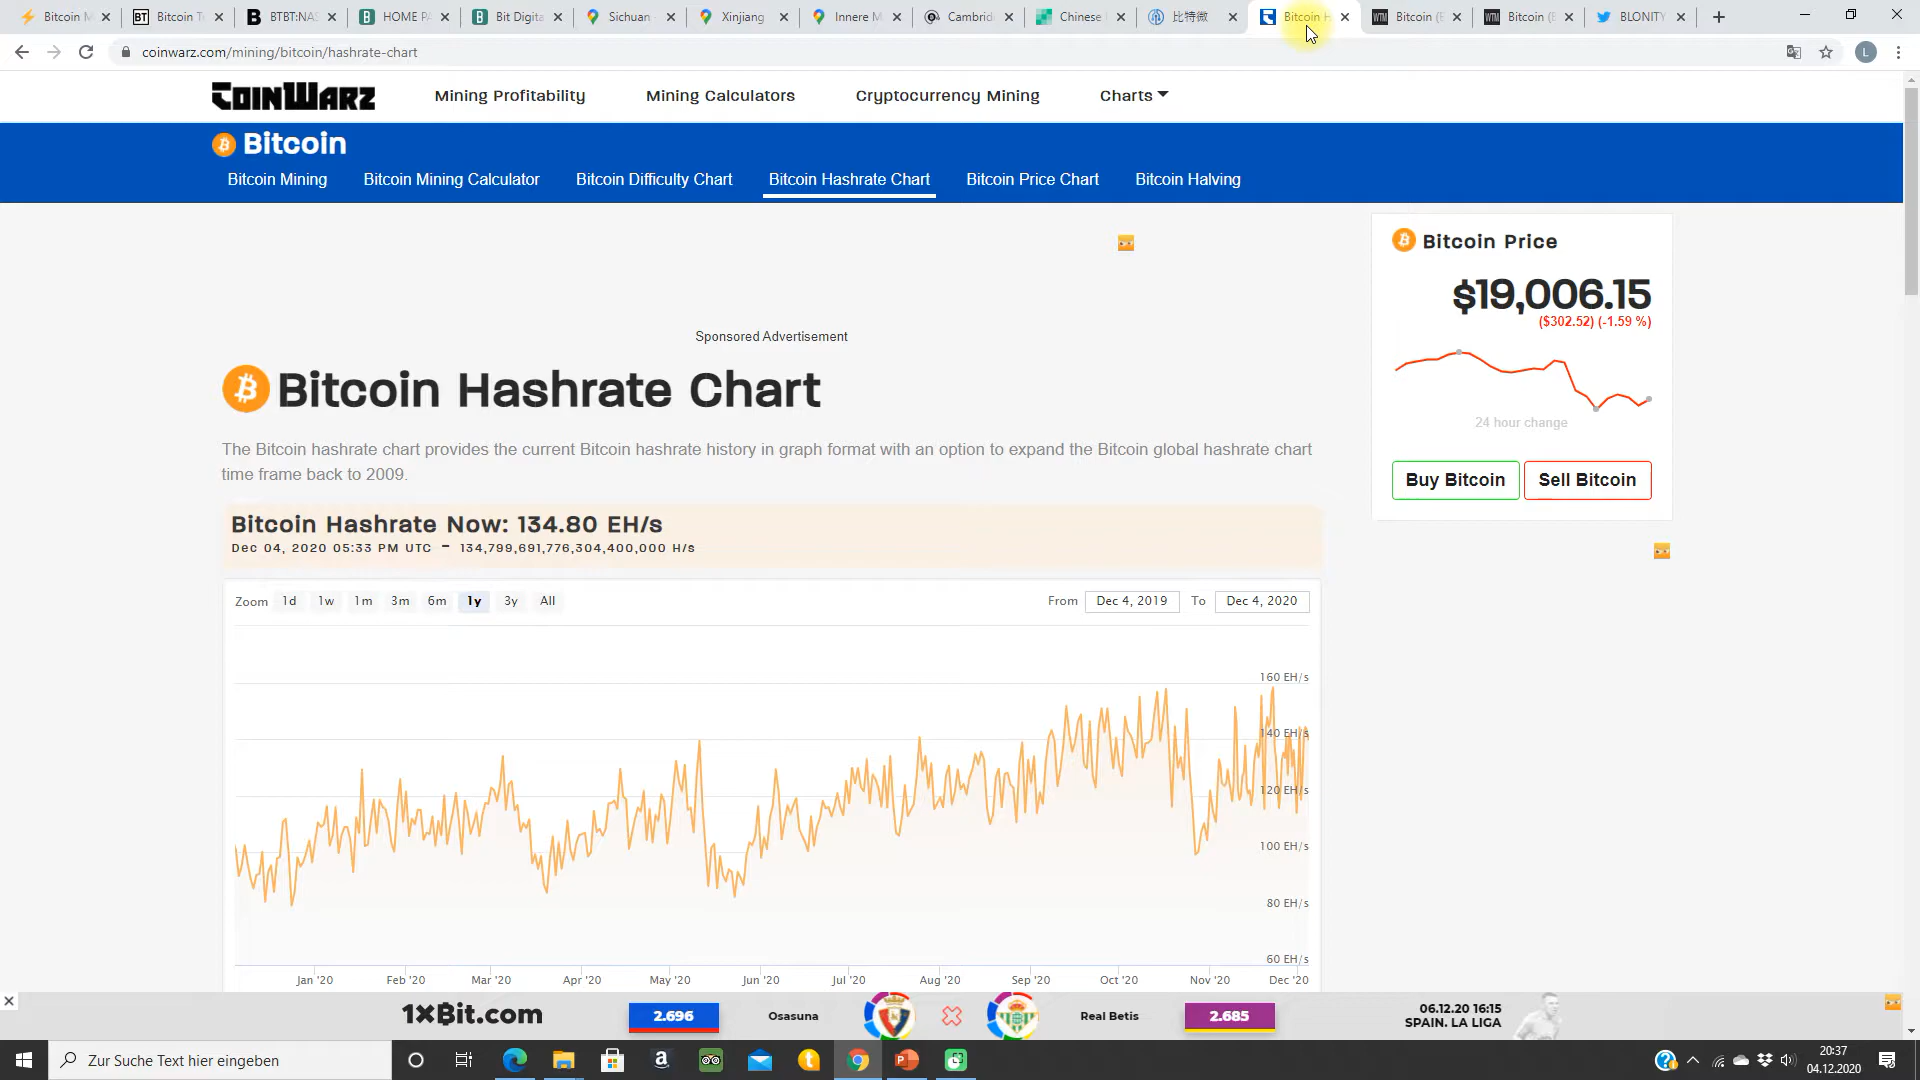 Bitcoin M
Bitcoin T
BTBT:NAS
HOME PA
Bit Digita
Sichuan
Xinjiang
Innere M
Cambrid
Chinese
比特微
Bitcoin H
Bitcoin (B
Bitcoin (B
BLONITY
coinwarz.com/mining/bitcoin/hashrate-chart
L
COINWARZ
Mining Profitability
Mining Calculators
Cryptocurrency Mining
Charts
Bitcoin
Bitcoin Mining
Bitcoin Mining Calculator
Bitcoin Difficulty Chart
Bitcoin Hashrate Chart
Bitcoin Price Chart
Bitcoin Halving
Bitcoin Price
$19,006.15
($302.52) (-1.59 %)
24 hour change
Buy Bitcoin
Sell Bitcoin
Sponsored Advertisement
Bitcoin Hashrate Chart
The Bitcoin hashrate chart provides the current Bitcoin hashrate history in graph format with an option to expand the Bitcoin global hashrate chart
time frame back to 2009.
Bitcoin Hashrate Now: 134.80 EH/s
Dec 04, 2020 05:33 PM UTC - 134,799,691,776,304,400,000 H/s
Zoom 1d 1w 1m 3m 6m 1y 3y All
From Dec 4, 2019 To Dec 4, 2020
160 EH/s
140 EH/s
120 EH/s
100 EH/s
80 EH/s
60 EH/s
Jan '20 Feb '20 Mar '20 Apr '20 May '20 Jun '20 Jul '20 Aug '20 Sep '20 Oct '20 Nov '20 Dec '20
1xBit.com
2.696
Osasuna
Real Betis
2.685
06.12.20 16:15
SPAIN. LA LIGA
Zur Suche Text hier eingeben
20:37
04.12.2020